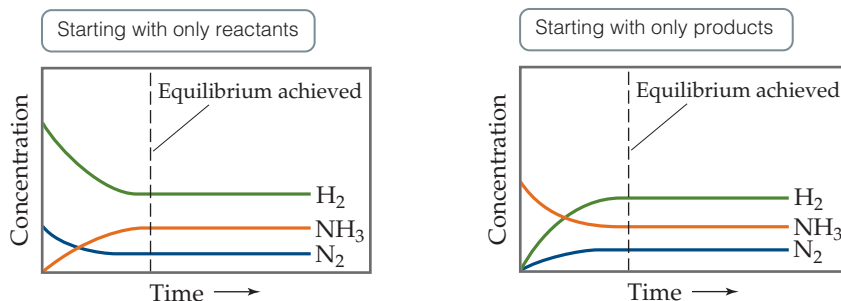 Starting with only reactants
Equilibrium achieved
Concentration
H2
NH3
N2
Time
Starting with only products
Equilibrium achieved
Concentration
H2
NH3
N2
Time